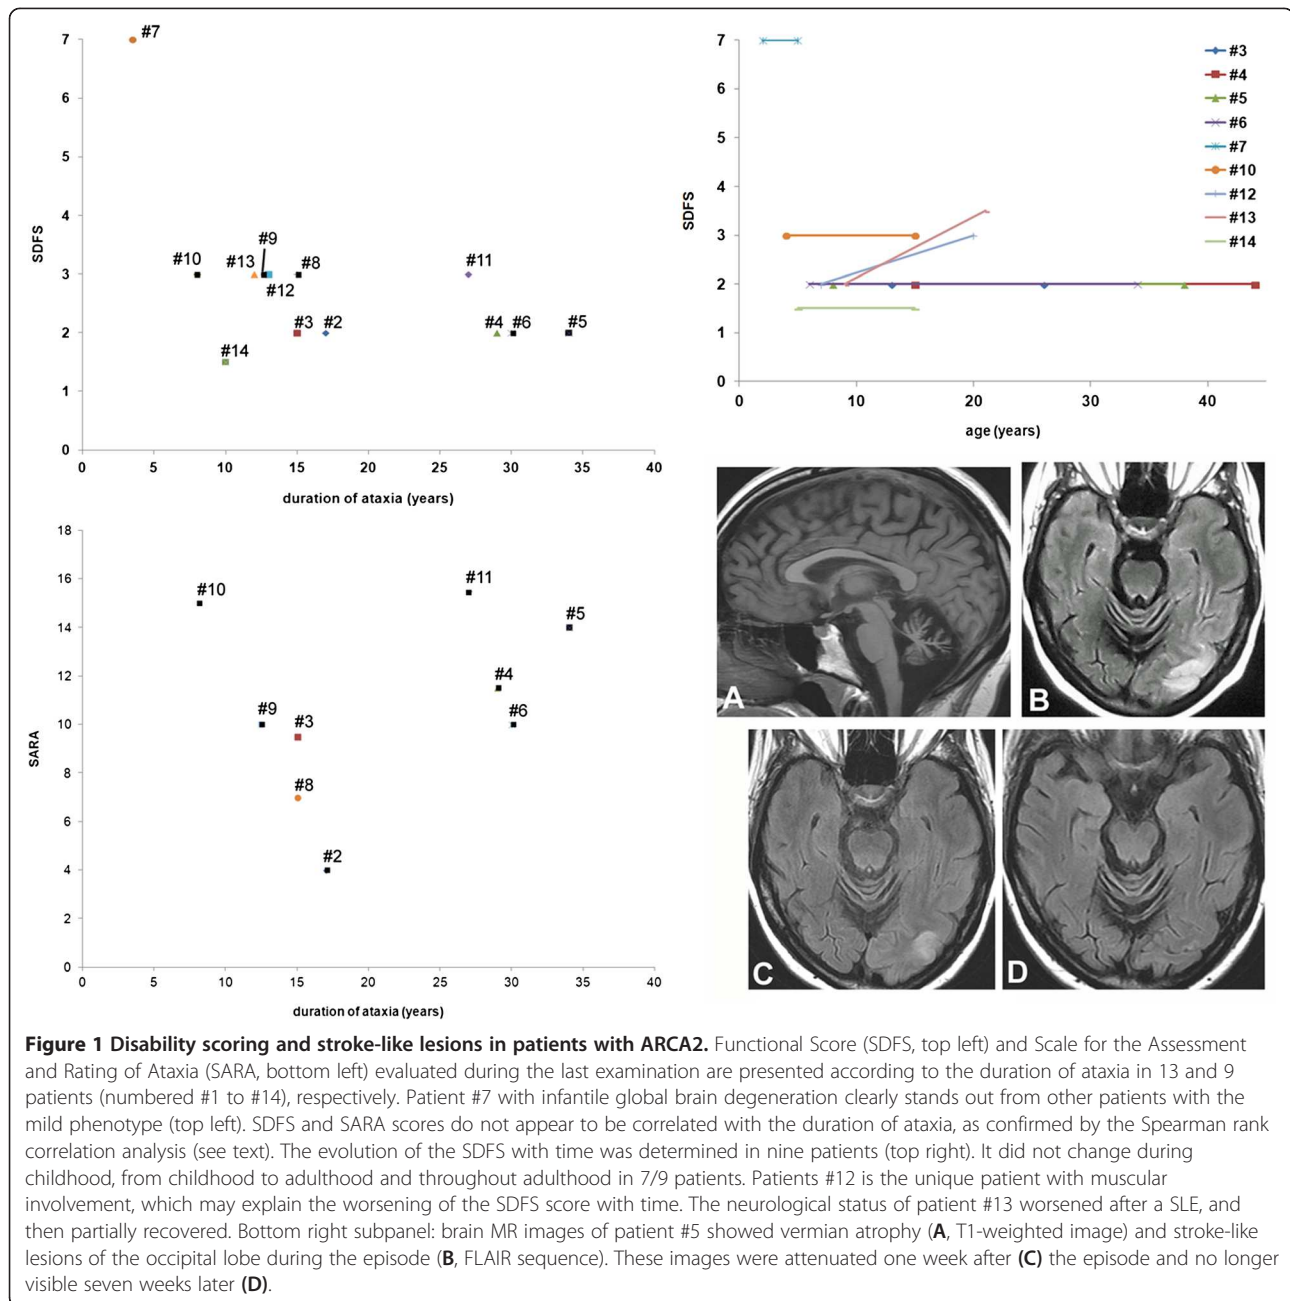 7
6
5
4
3
2
1
0
SDFS
#7
#10
#13
#9
#12
#8
#11
#14
#3
#2
#4
#6
#5
0 5 10 15 20 25 30 35 40
duration of ataxia (years)
7
6
5
4
3
2
1
0
SDFS
#3
#4
#5
#6
#7
#10
#12
#13
#14
0 10 20 30 40
age (years)
18
16
14
12
10
8
6
4
2
0
SARA
#10
#11
#5
#4
#9
#3
#6
#8
#2
0 5 10 15 20 25 30 35 40
duration of ataxia (years)
A
B
C
D
Figure 1 Disability scoring and stroke-like lesions in patients with ARCA2. Functional Score (SDFS, top left) and Scale for the Assessment
and Rating of Ataxia (SARA, bottom left) evaluated during the last examination are presented according to the duration of ataxia in 13 and 9
patients (numbered #1 to #14), respectively. Patient #7 with infantile global brain degeneration clearly stands out from other patients with the
mild phenotype (top left). SDFS and SARA scores do not appear to be correlated with the duration of ataxia, as confirmed by the Spearman rank
correlation analysis (see text). The evolution of the SDFS with time was determined in nine patients (top right). It did not change during
childhood, from childhood to adulthood and throughout adulthood in 7/9 patients. Patients #12 is the unique patient with muscular
involvement, which may explain the worsening of the SDFS score with time. The neurological status of patient #13 worsened after a SLE, and
then partially recovered. Bottom right subpanel: brain MR images of patient #5 showed vermian atrophy (A, T1-weighted image) and stroke-like
lesions of the occipital lobe during the episode (B, FLAIR sequence). These images were attenuated one week after (C) the episode and no longer
visible seven weeks later (D).